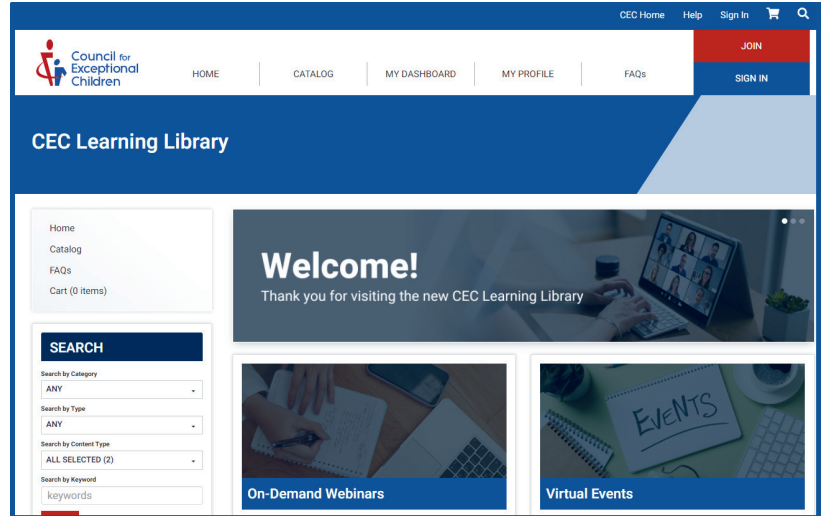 CEC Home Help Sign In
Council for
Exceptional
Children
HOME CATALOG MY DASHBOARD MY PROFILE FAQs
JOIN
SIGN IN
CEC Learning Library
Home
Catalog
FAQs
Cart (0 items)
SEARCH
Search by Category
ANY
Search by Type
ANY
Search by Content Type
ALL SELECTED (2)
Search by Keyword
keywords
Welcome!
Thank you for visiting the new CEC Learning Library
On-Demand Webinars
EVENTS
Virtual Events